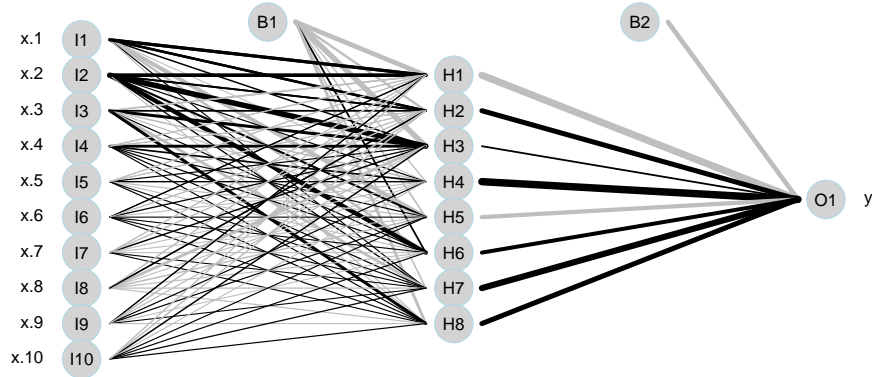 B1
B2
x.1 I1
x.2 I2 H1
x.3 I3 H2
x.4 I4 H3
x.5 I5 H4
O1 y
x.6 I6 H5
x.7 I7 H6
x.8 I8 H7
x.9 I9 H8
x.10 I10